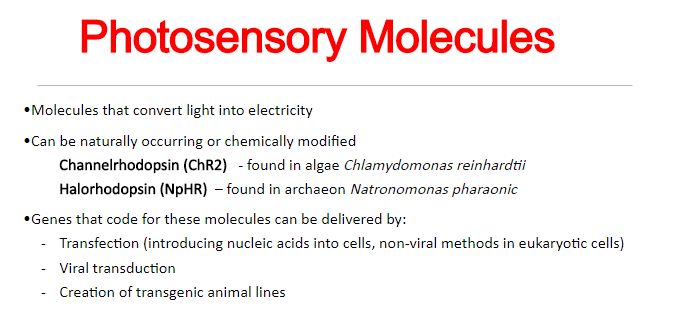 Photosensory Molecules
•Molecules that convert light into electricity
•Can be naturally occurring or chemically modified
Channelrhodopsin (ChR2) - found in algae Chlamydomonas reinhardtii
Halorhodopsin (NpHR) – found in archaeon Natronomonas pharaonic
•Genes that code for these molecules can be delivered by:
- Transfection (introducing nucleic acids into cells, non-viral methods in eukaryotic cells)
- Viral transduction
- Creation of transgenic animal lines